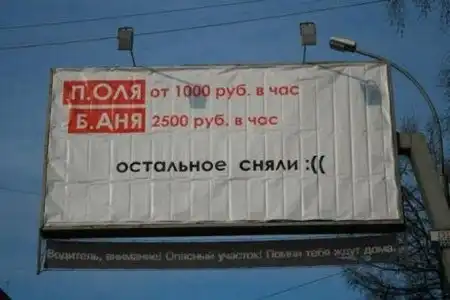 П.ОЛЯ от 1000 руб. в час
Б.АНЯ 2500 руб. в час
остальное сняли :((
Водитель, внимание! Опасный участок! Помни тебя ждут дома.